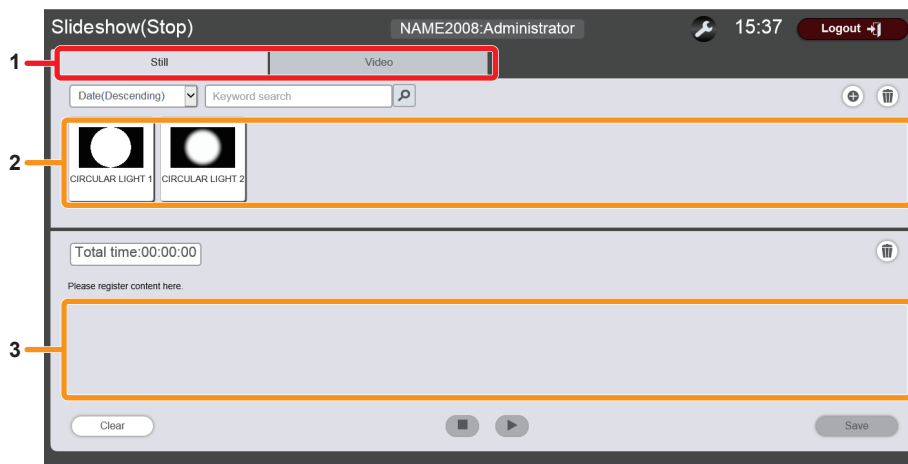 Slideshow(Stop) NAME2008:Administrator 15:37 Logout
1 Still Video
Date(Descending) Keyword search
2
CIRCULAR LIGHT 1 CIRCULAR LIGHT 2
Total time:00:00:00
Please register content here.
3
Clear Save